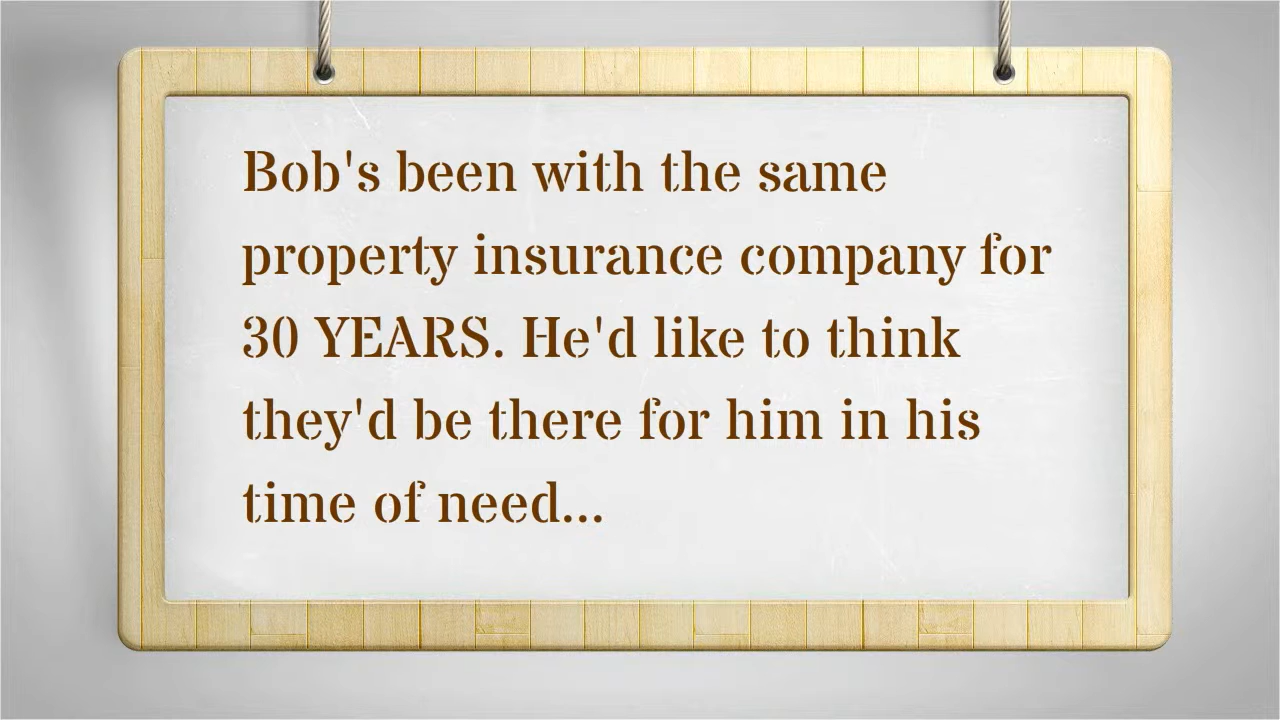 Bob's been with the same
property insurance company for
30 YEARS. He'd like to think
they'd be there for him in his
time of need...